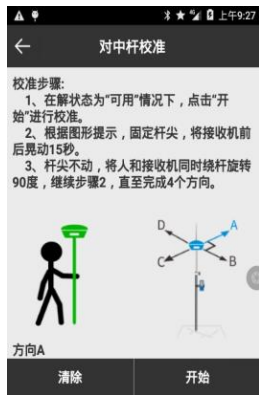 上午9:27
对中杆校准
校准步骤:
1、在解状态为“可用”情况下，点击“开
始”进行校准。
2、根据图形提示，固定杆尖，将接收机前
后晃动15秒。
3、杆尖不动，将人和接收机同时绕杆旋转
90度，继续步骤2，直至完成4个方向。
D
A
C
B
方向A
清除
开始